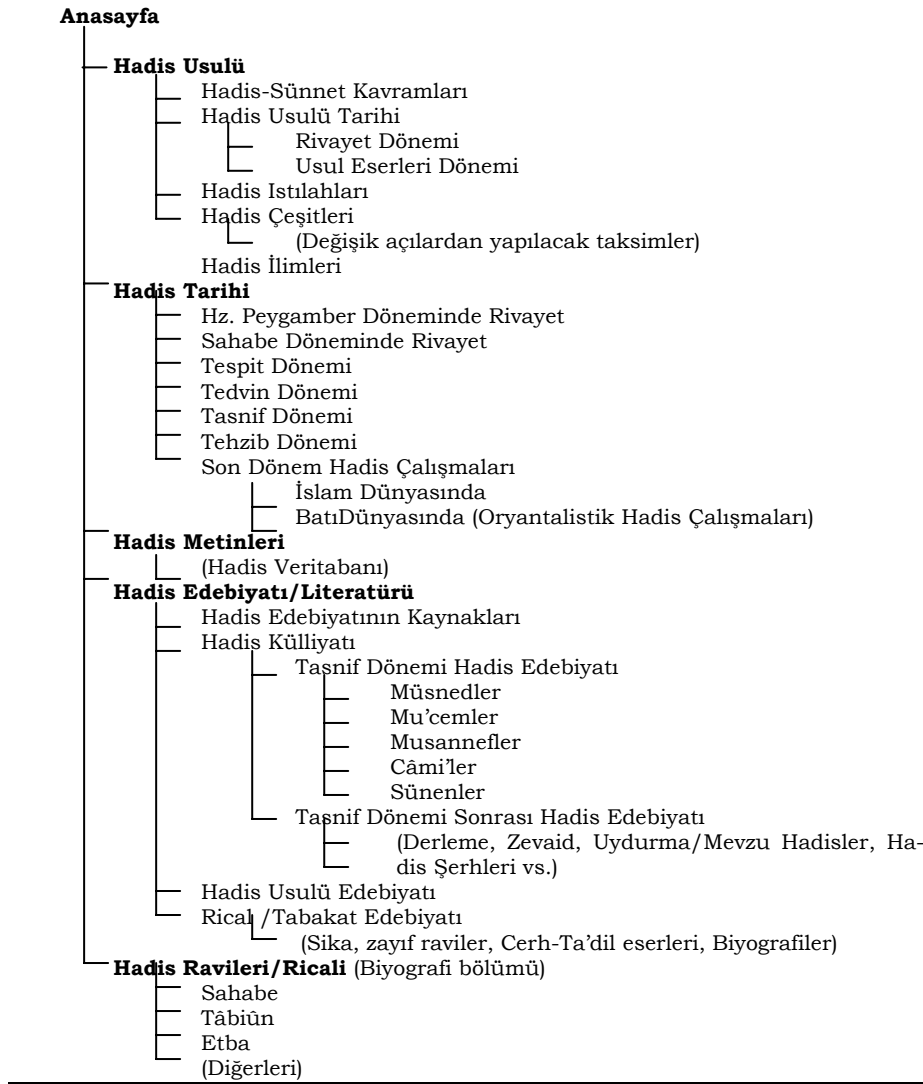 Anasayfa
Hadis Usulü
Hadis-Sünnet Kavramları
Hadis Usulü Tarihi
Rivayet Dönemi
Usul Eserleri Dönemi
Hadis Istılahları
Hadis Çeşitleri
(Değişik açılardan yapılacak taksimler)
Hadis İlimleri
Hadis Tarihi
Hz. Peygamber Döneminde Rivayet
Sahabe Döneminde Rivayet
Tespit Dönemi
Tedvin Dönemi
Tasnif Dönemi
Tehzib Dönemi
Son Dönem Hadis Çalışmaları
İslam Dünyasında
BatıDünyasında (Oryantalistik Hadis Çalışmaları)
Hadis Metinleri
(Hadis Veritabanı)
Hadis Edebiyatı/Literatürü
Hadis Edebiyatının Kaynakları
Hadis Külliyatı
Tasnif Dönemi Hadis Edebiyatı
Müsnedler
Mu’cemler
Musannefler
Câmi’ler
Sünenler
Tasnif Dönemi Sonrası Hadis Edebiyatı
(Derleme, Zevaid, Uydurma/Mevzu Hadisler, Ha-
dis Şerhleri vs.)
Hadis Usulü Edebiyatı
Rical /Tabakat Edebiyatı
(Sika, zayıf raviler, Cerh-Ta’dil eserleri, Biyografiler)
Hadis Ravileri/Ricali (Biyografi bölümü)
Sahabe
Tâbiûn
Etba
(Diğerleri)